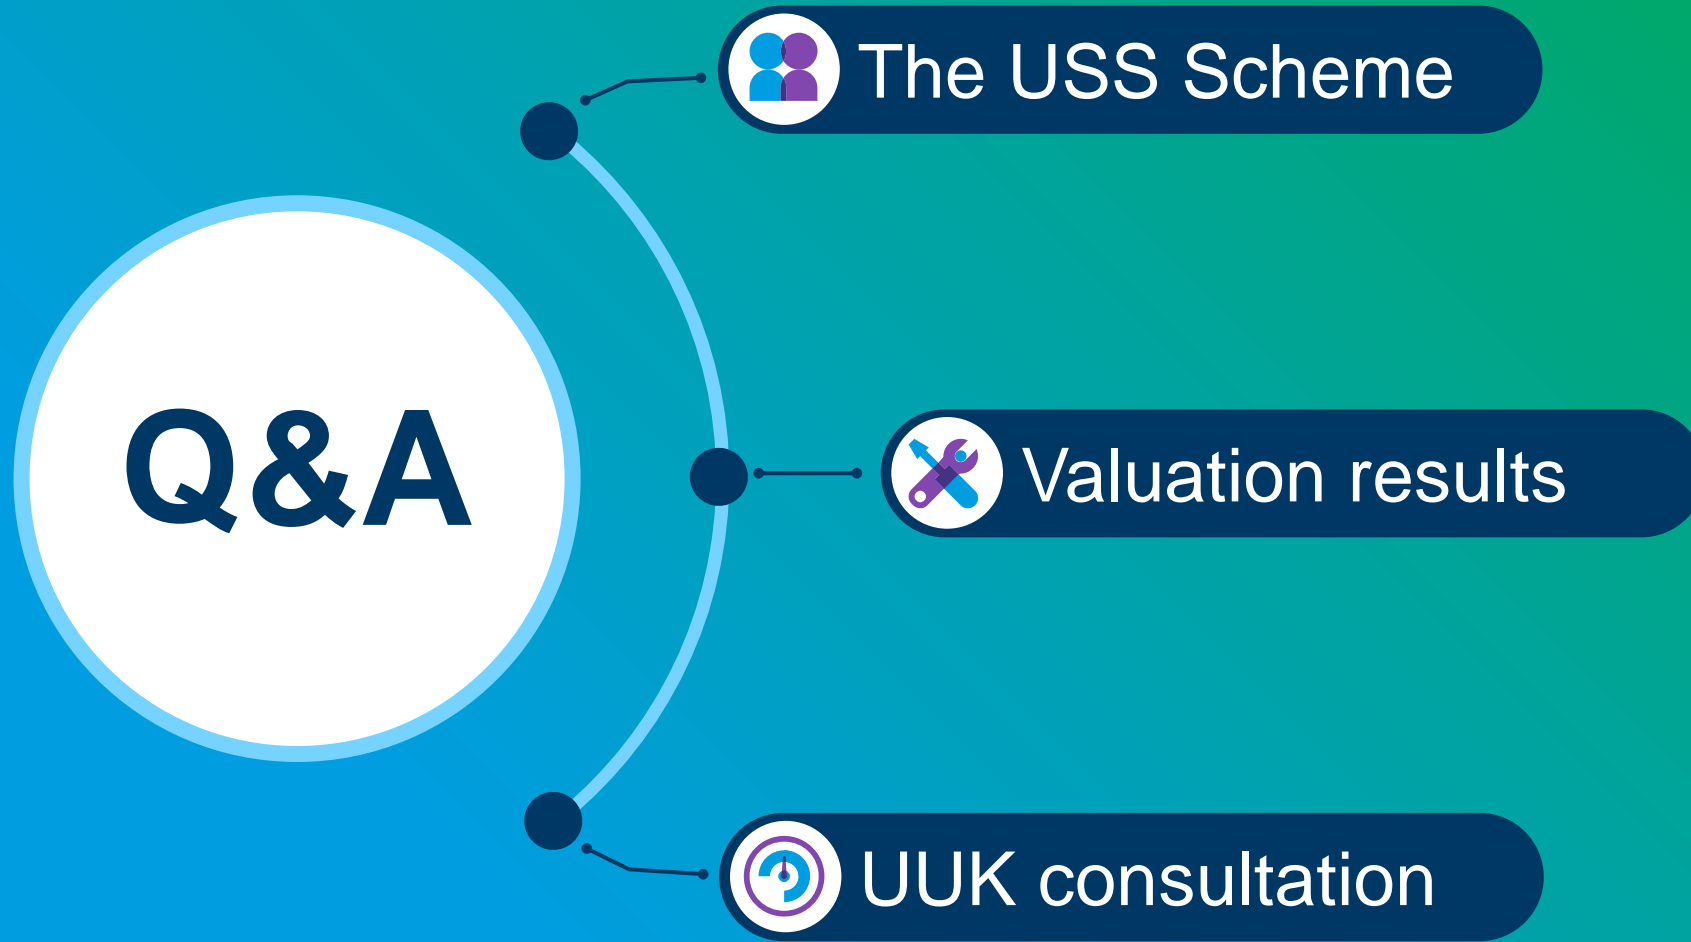 The USS Scheme
Q&A
Valuation results
UUK consultation